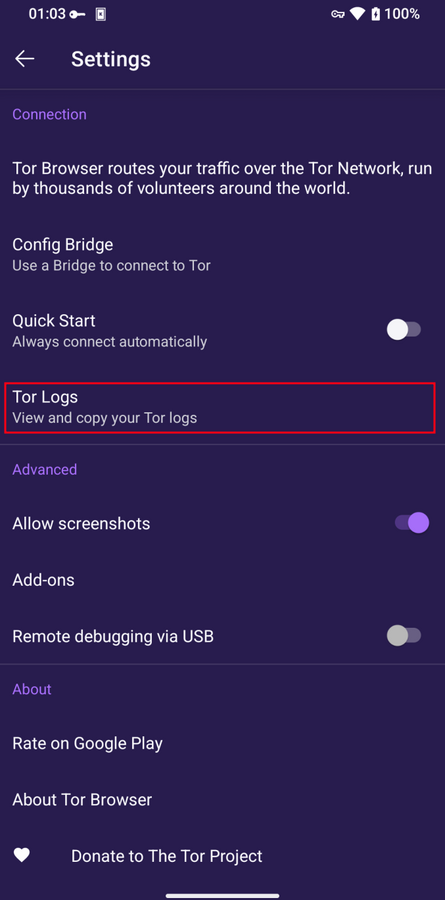 01:03
100%
Settings
Connection
Tor Browser routes your traffic over the Tor Network, run
by thousands of volunteers around the world.
Config Bridge
Use a Bridge to connect to Tor
Quick Start
Always connect automatically
Tor Logs
View and copy your Tor logs
Advanced
Allow screenshots
Add-ons
Remote debugging via USB
About
Rate on Google Play
About Tor Browser
Donate to The Tor Project